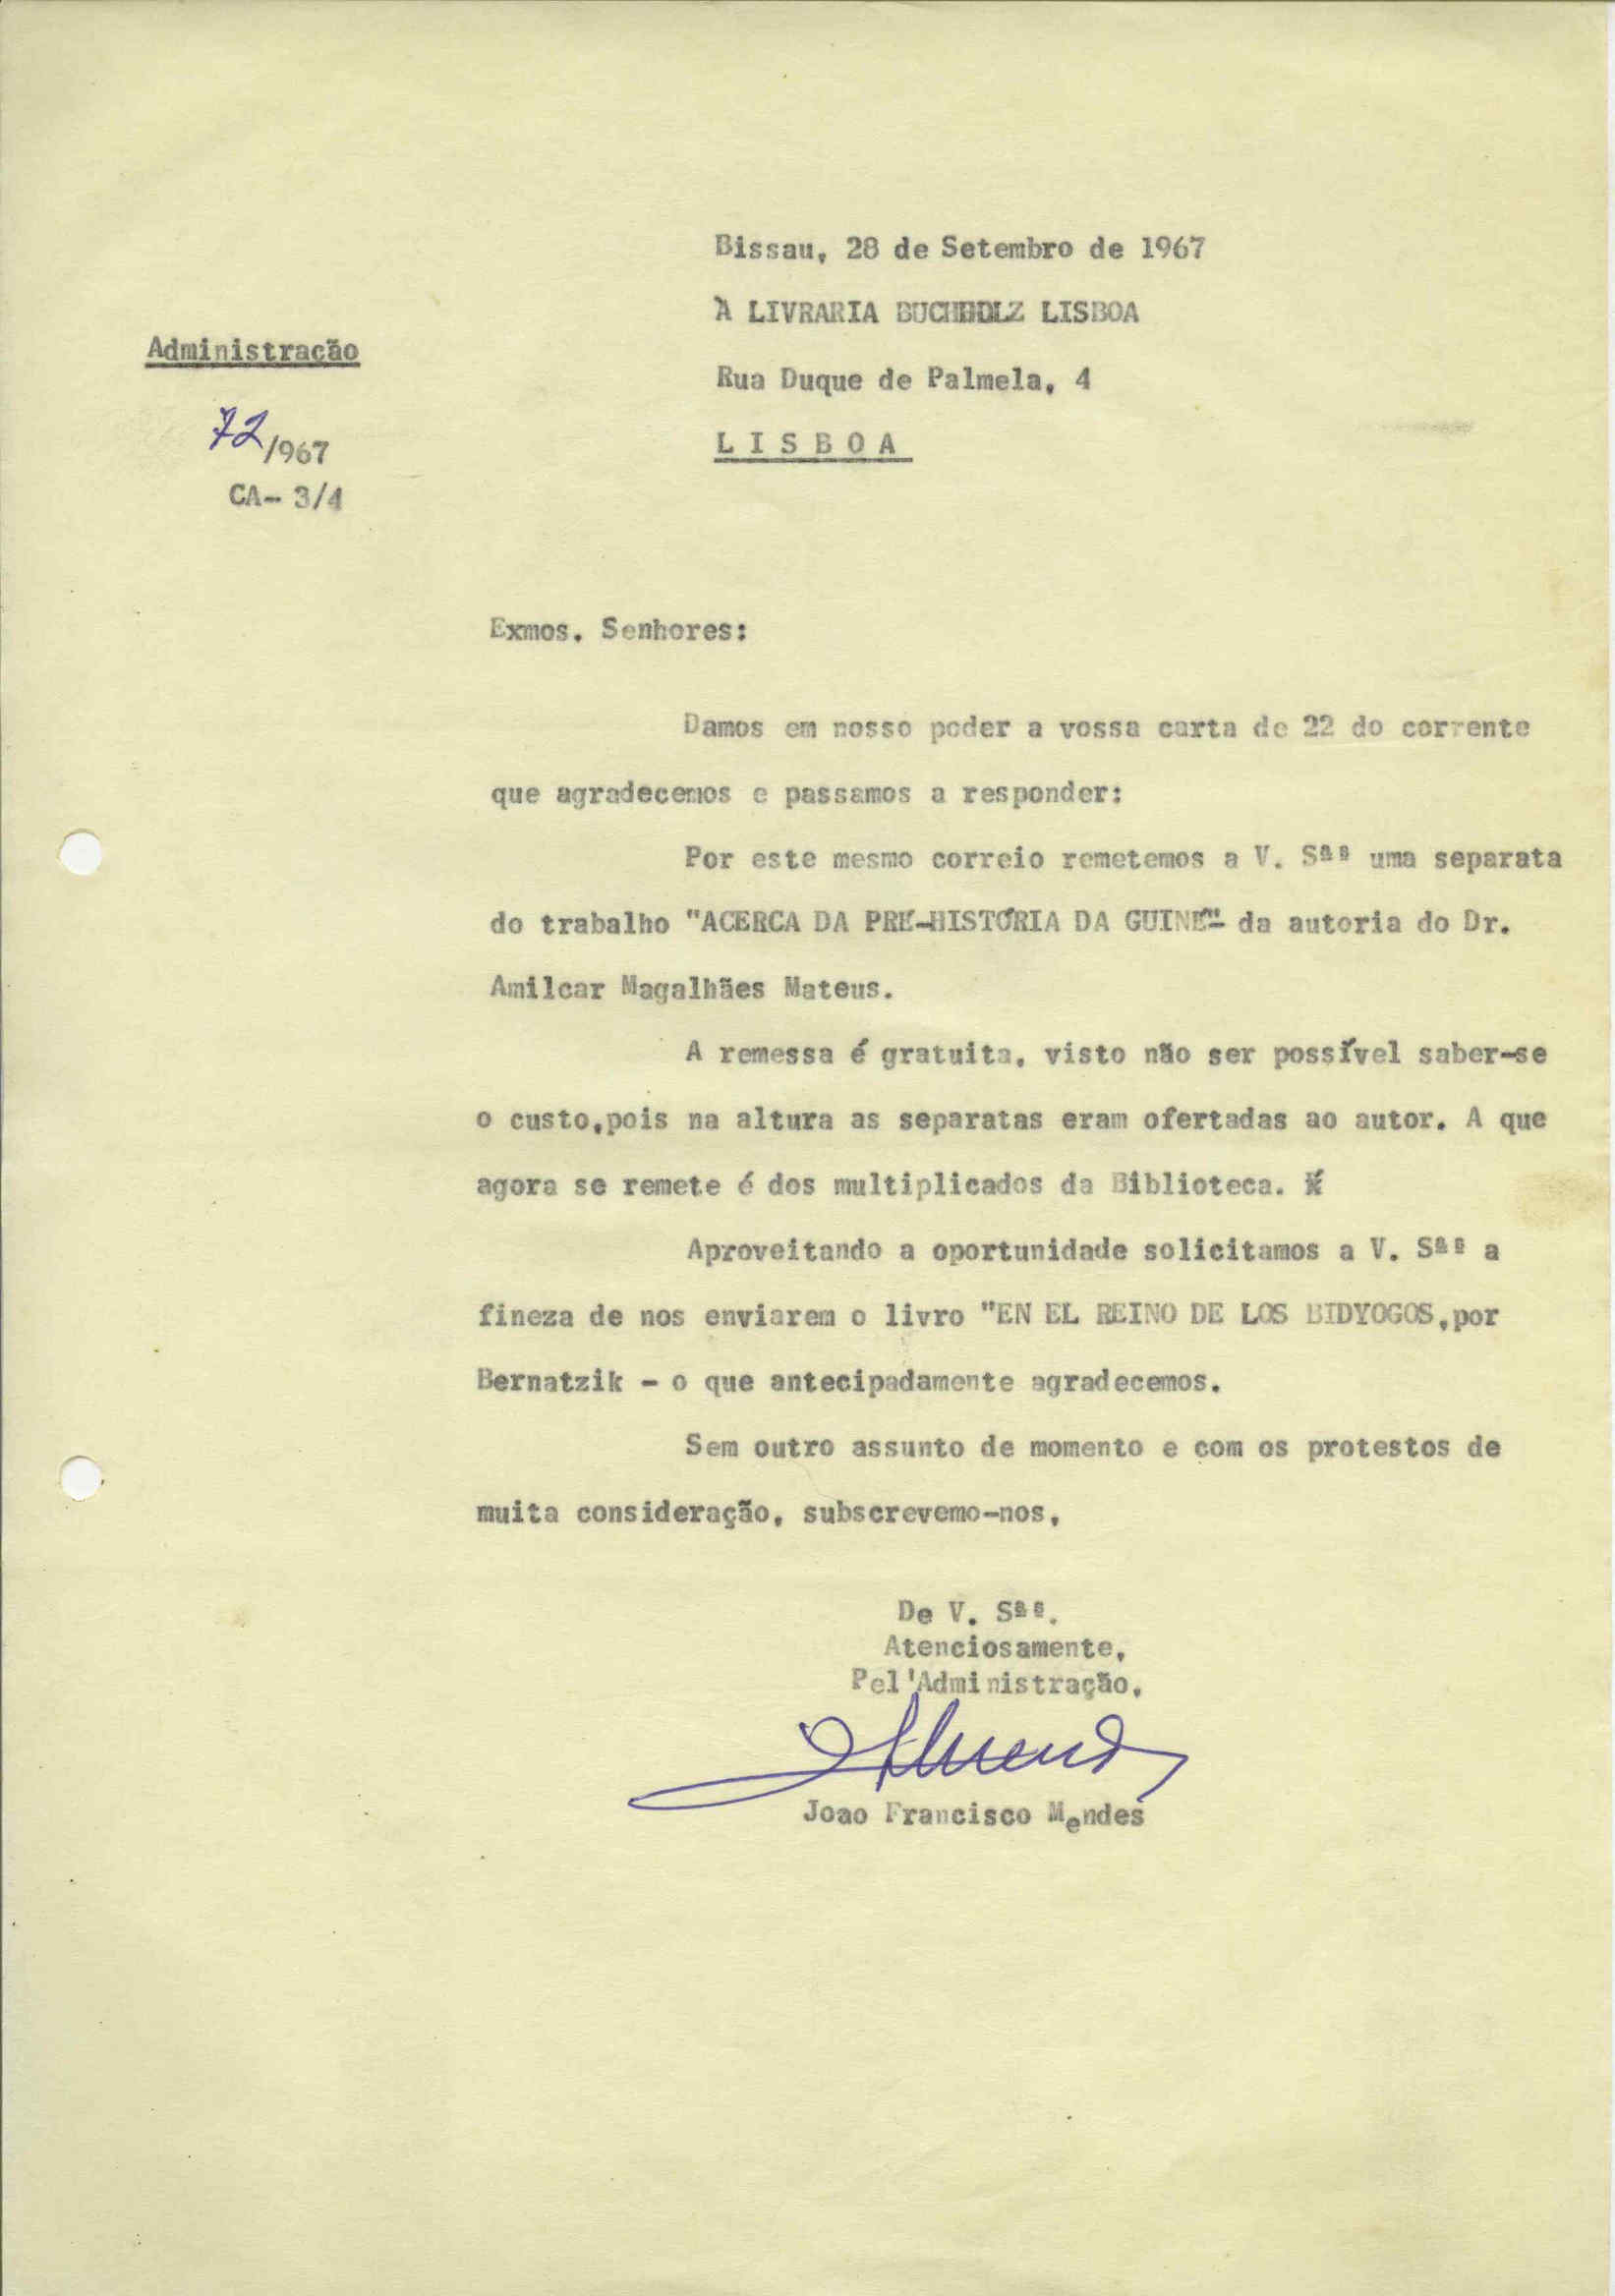 Bissau, 28 de Setembro de 1967
À LIVRARIA BUCHHOLZ LISBOA
Administração
Rua Duque de Palmela, 4
72/967
LISBOA
CA- 3/4
Exmos. Senhores:
Damos em nosso poder a vossa carta de 22 do corrente
que agradecemos e passamos a responder:
Por este mesmo correio remetemos a V. Sªs uma separata
do trabalho "ACERCA DA PRÉ-HISTÓRIA DA GUINÉ"- da autoria do Dr.
Amilcar Magalhães Mateus.
A remessa é gratuita, visto não ser possível saber-se
o custo,pois na altura as separatas eram ofertadas ao autor. A que
agora se remete é dos multiplicados da Biblioteca.
Aproveitando a oportunidade solicitamos a V. Sªs a
fineza de nos enviarem o livro "EN EL REINO DE LOS BIDYOGOS,por
Bernatzik - o que antecipadamente agradecemos.
Sem outro assunto de momento e com os protestos de
muita consideração, subscrevemo-nos,
De V. Sªs.
Atenciosamente,
Pel'Administração,
Joao Francisco Mendes